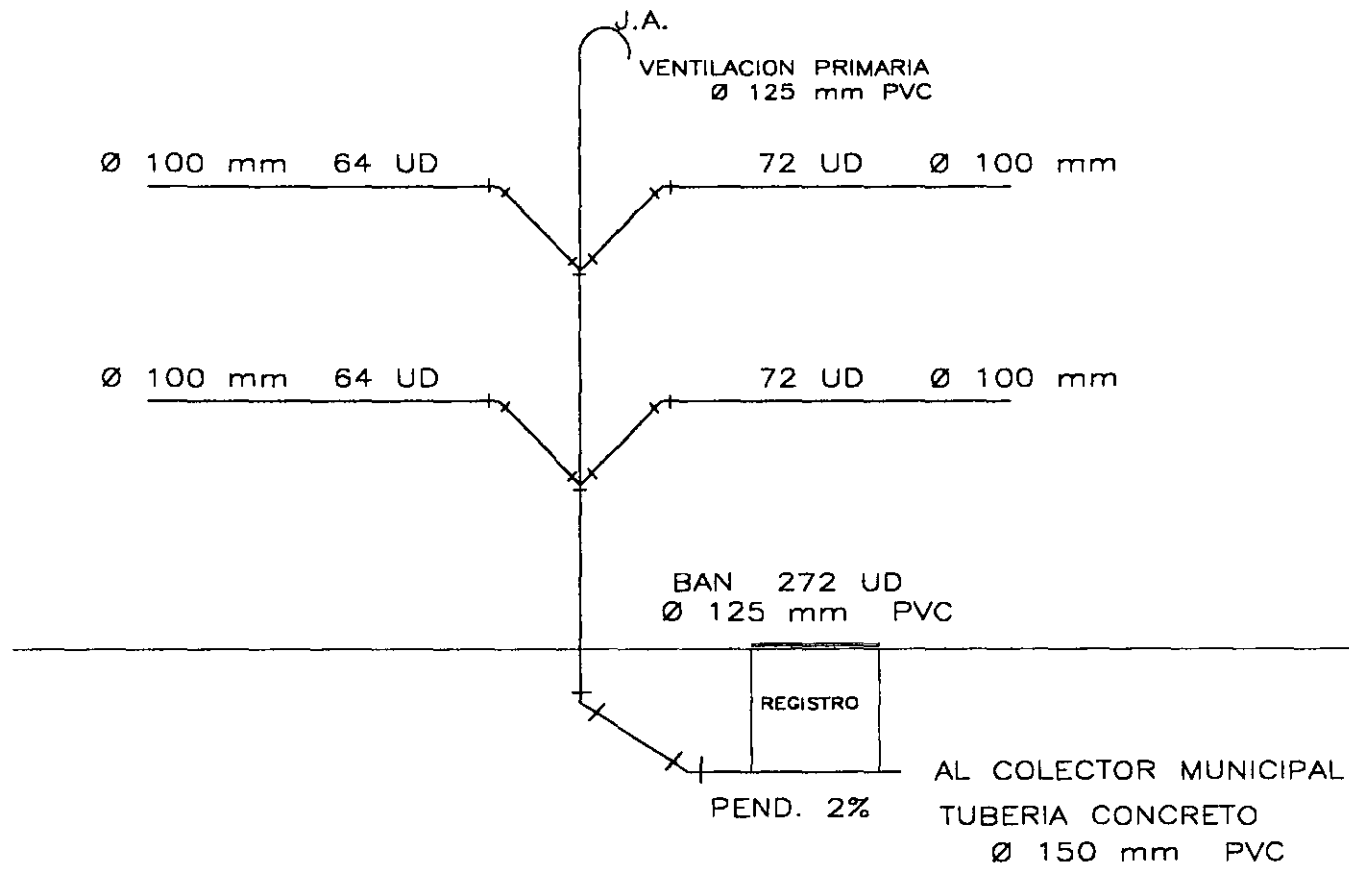 J.A.
VENTILACION PRIMARIA
Ø 125 mm PVC
Ø 100 mm 64 UD
72 UD Ø 100 mm
Ø 100 mm 64 UD
72 UD Ø 100 mm
BAN 272 UD
Ø 125 mm PVC
REGISTRO
AL COLECTOR MUNICIPAL
PEND. 2%
TUBERIA CONCRETO
Ø 150 mm PVC